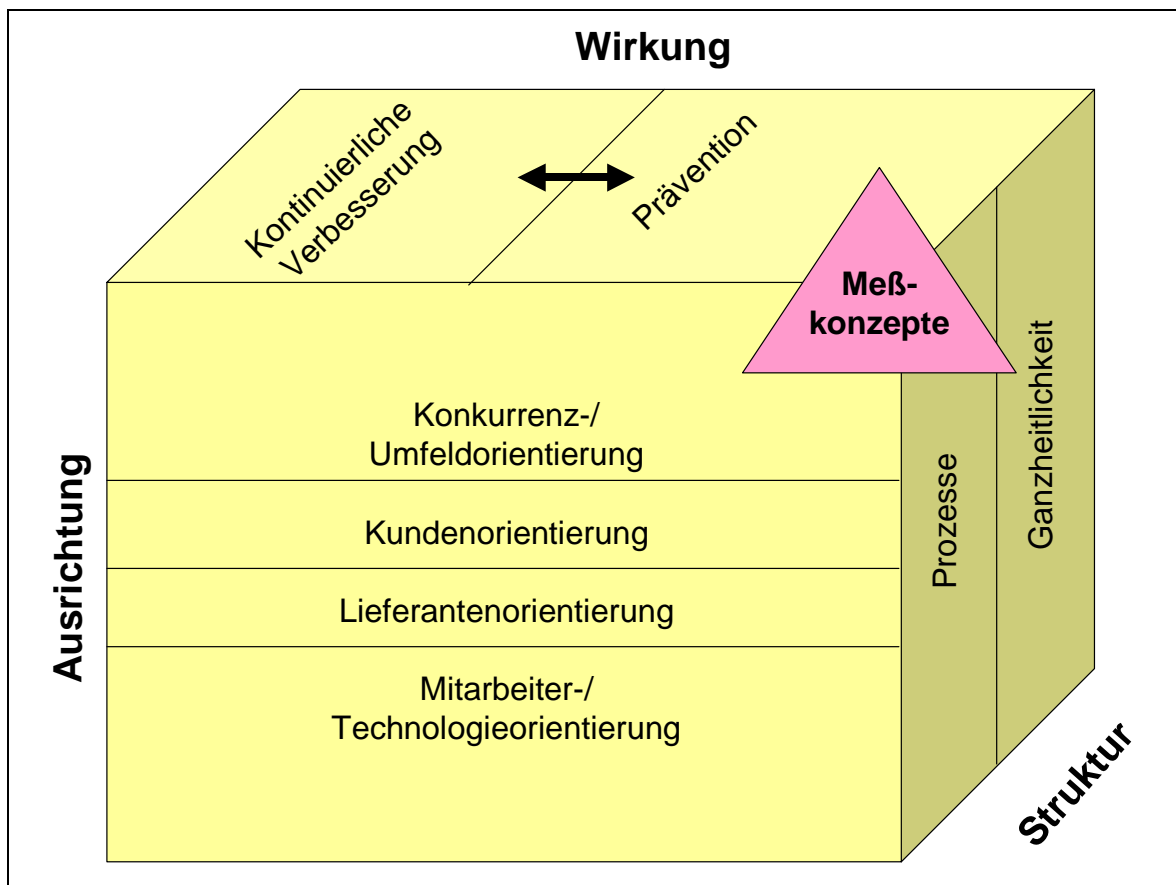 Wirkung
Kontinuierliche
Verbesserung
Prävention
Meß-
konzepte
Ausrichtung
Konkurrenz-/
Umfeldorientierung
Kundenorientierung
Lieferantenorientierung
Mitarbeiter-/
Technologieorientierung
Prozesse
Ganzheitlichkeit
Struktur